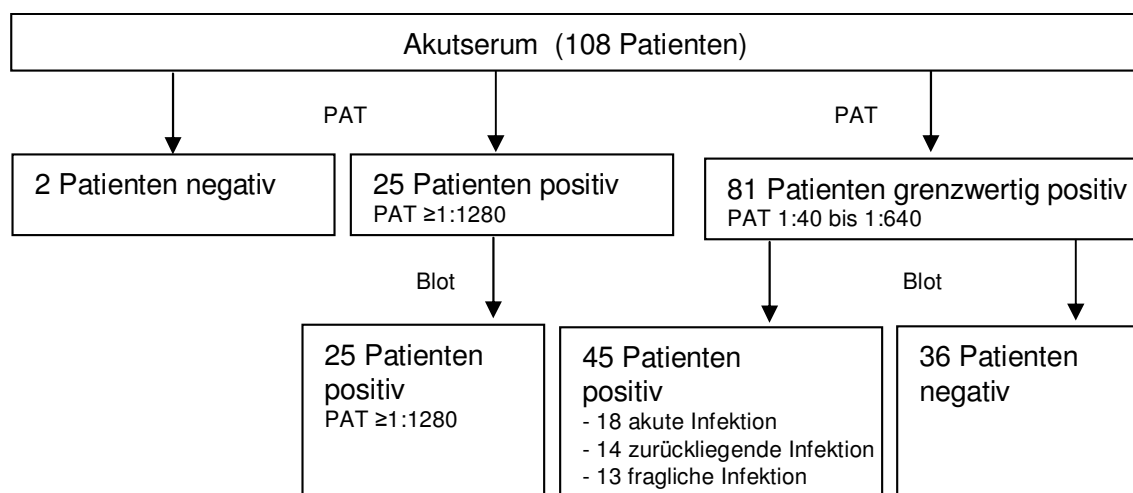 Akutserum (108 Patienten)
PAT
PAT
2 Patienten negativ
25 Patienten positiv
PAT ≥1:1280
81 Patienten grenzwertig positiv
PAT 1:40 bis 1:640
Blot
Blot
25 Patienten
positiv
PAT ≥1:1280
45 Patienten
positiv
- 18 akute Infektion
- 14 zurückliegende Infektion
- 13 fragliche Infektion
36 Patienten
negativ